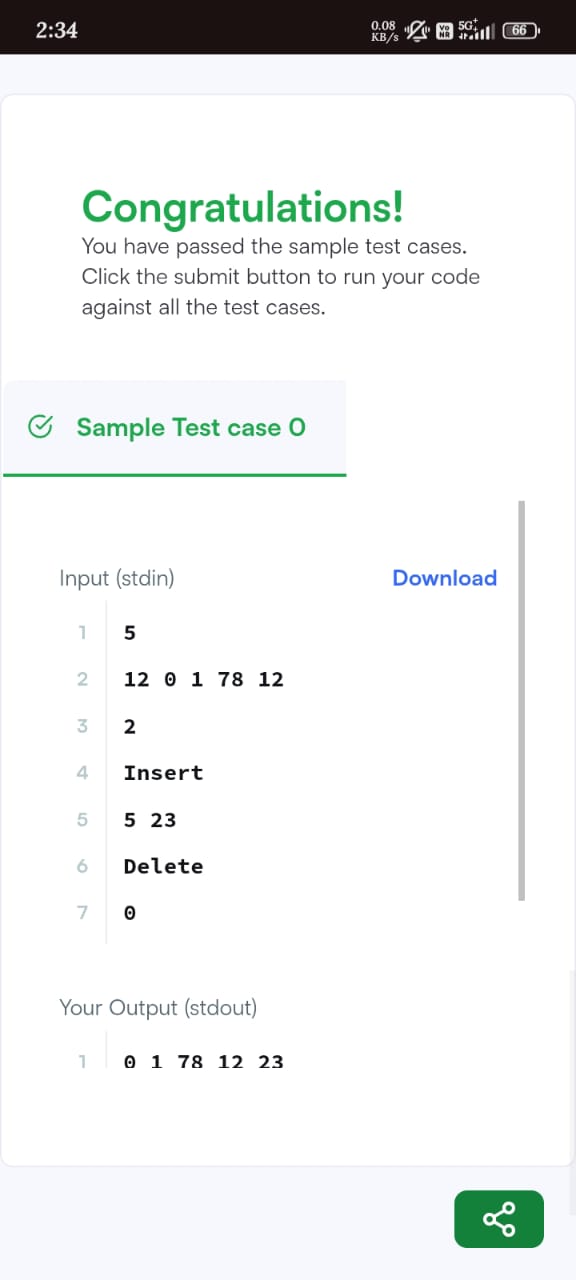 2:34
0.08
KB/s
Vo
NR
5G+
66
Congratulations!
You have passed the sample test cases.
Click the submit button to run your code
against all the test cases.
Sample Test case 0
Input (stdin)
Download
1 5
2 12 0 1 78 12
3 2
4 Insert
5 5 23
6 Delete
7 0
Your Output (stdout)
1 0 1 78 12 23